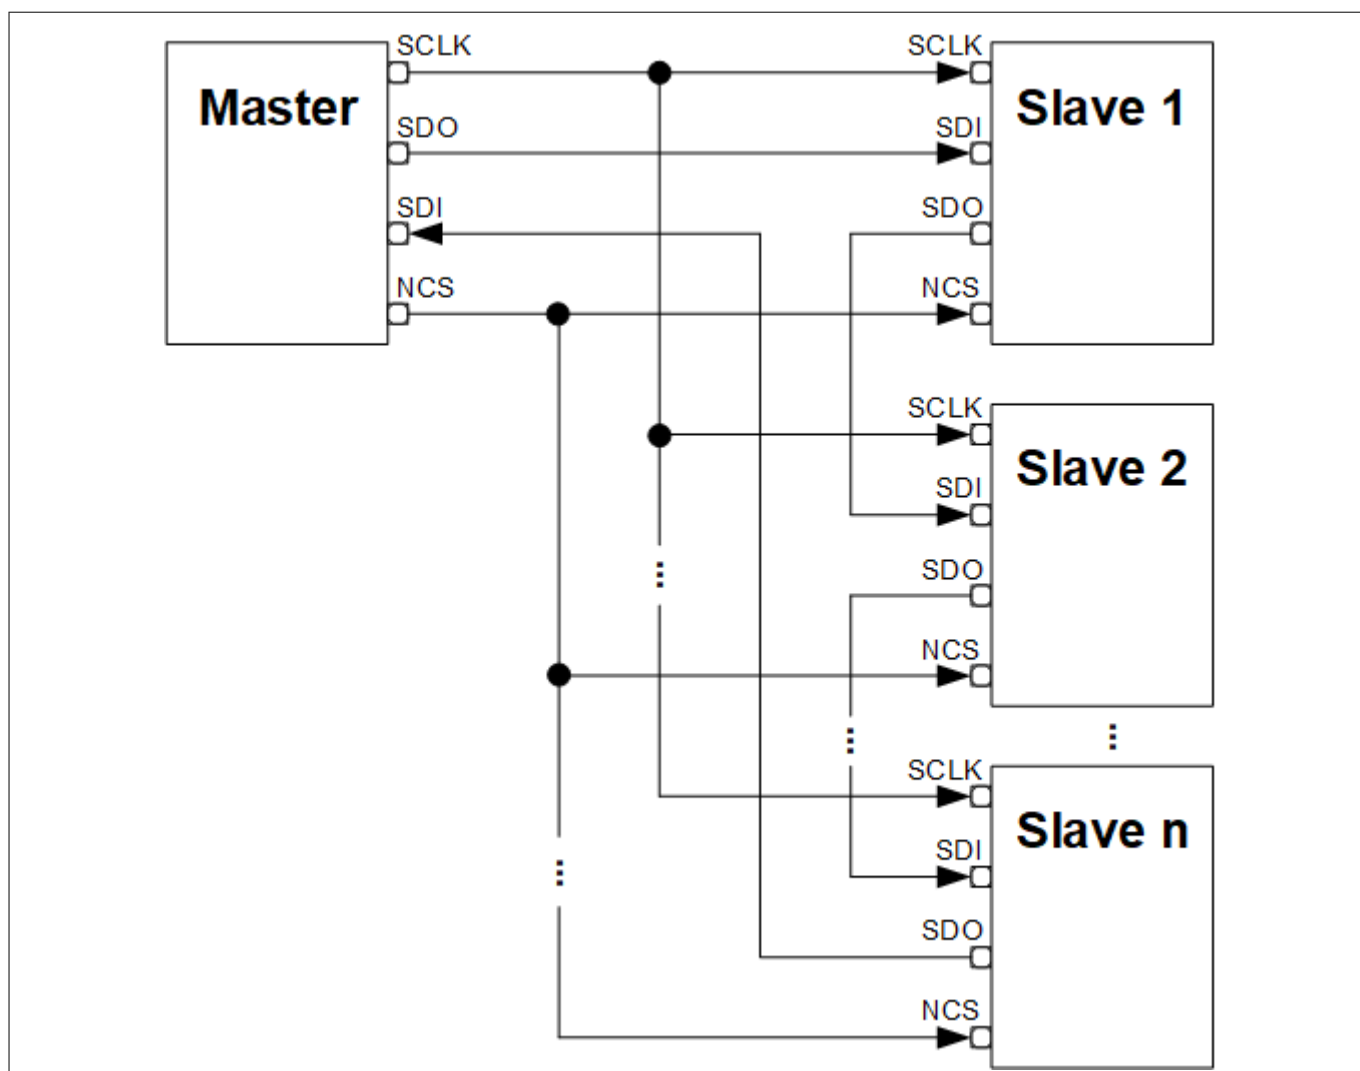 SCLK
Master
SDO
SDI
NCS
SCLK
Slave 1
SDI
SDO
NCS
SCLK
Slave 2
SDI
SDO
NCS
...
...
...
...
SCLK
Slave n
SDI
SDO
NCS